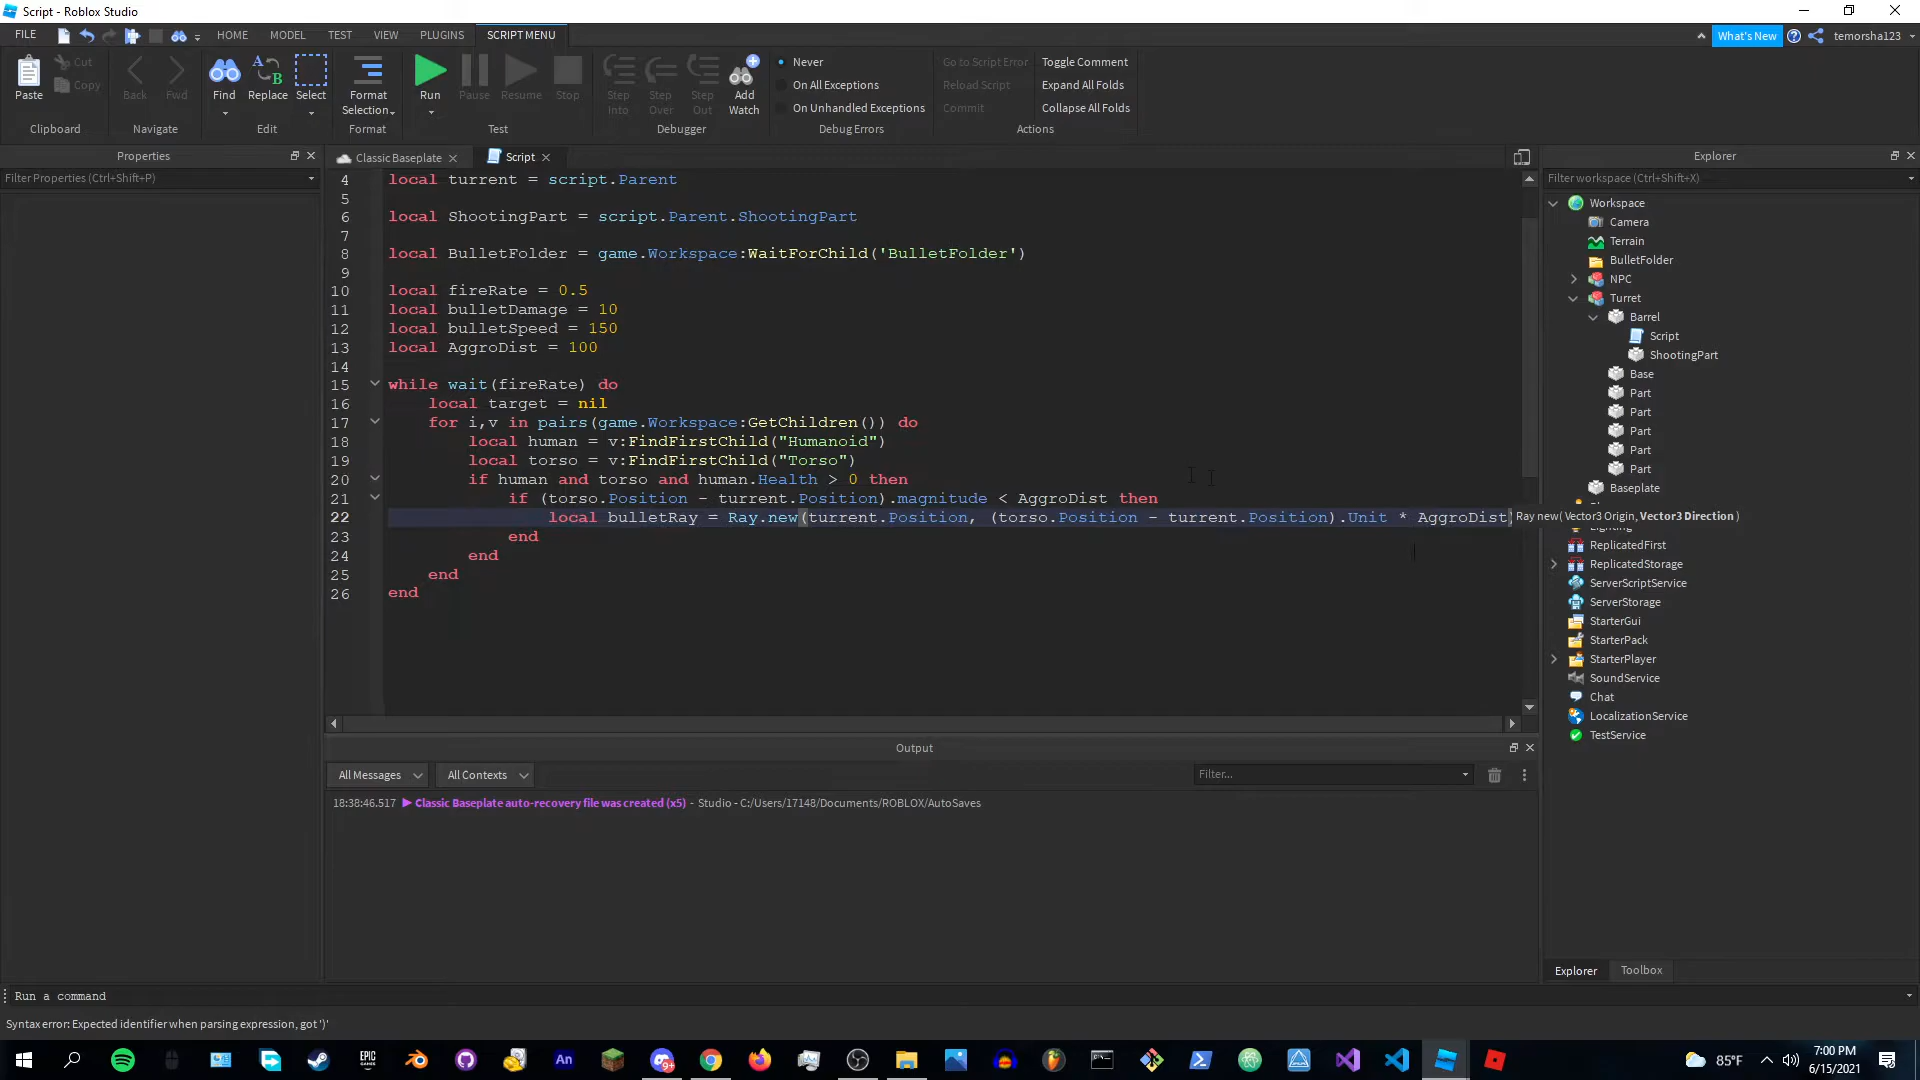 Script - Roblox Studio
FILE HOME MODEL TEST VIEW PLUGINS SCRIPT MENU What's New temorsha123
Paste Cut Copy Back Fwd Find Replace Select Format Selection Run Pause Resume Stop Step Into Step Over Step Out Add Watch
Never On All Exceptions On Unhandled Exceptions
Go to Script Error Reload Script Commit
Toggle Comment Expand All Folds Collapse All Folds
Clipboard Navigate Edit Format Test Debugger Debug Errors Actions
Properties
Filter Properties (Ctrl+Shift+P)
Classic Baseplate Script
4 local turrent = script.Parent
5
6 local ShootingPart = script.Parent.ShootingPart
7
8 local BulletFolder = game.Workspace:WaitForChild('BulletFolder')
9
10 local fireRate = 0.5
11 local bulletDamage = 10
12 local bulletSpeed = 150
13 local AggroDist = 100
14
15 while wait(fireRate) do
16 local target = nil
17 for i,v in pairs(game.Workspace:GetChildren()) do
18 local human = v:FindFirstChild("Humanoid")
19 local torso = v:FindFirstChild("Torso")
20 if human and torso and human.Health > 0 then
21 if (torso.Position - turrent.Position).magnitude < AggroDist then
22 local bulletRay = Ray.new(turrent.Position, (torso.Position - turrent.Position).Unit * AggroDist)
Ray new( Vector3 Origin, Vector3 Direction )
23 end
24 end
25 end
26 end
Explorer
Filter workspace (Ctrl+Shift+X)
Workspace
Camera
Terrain
BulletFolder
NPC
Turret
Barrel
Script
ShootingPart
Base
Part
Part
Part
Part
Part
Baseplate
ReplicatedFirst
ReplicatedStorage
ServerScriptService
ServerStorage
StarterGui
StarterPack
StarterPlayer
SoundService
Chat
LocalizationService
TestService
Explorer Toolbox
Output
All Messages All Contexts Filter...
18:38:46.517 Classic Baseplate auto-recovery file was created (x5) - Studio - C:/Users/17148/Documents/ROBLOX/AutoSaves
Run a command
Syntax error: Expected identifier when parsing expression, got ')'
EPIC GAMES An 9+ 85°F 7:00 PM
6/15/2021